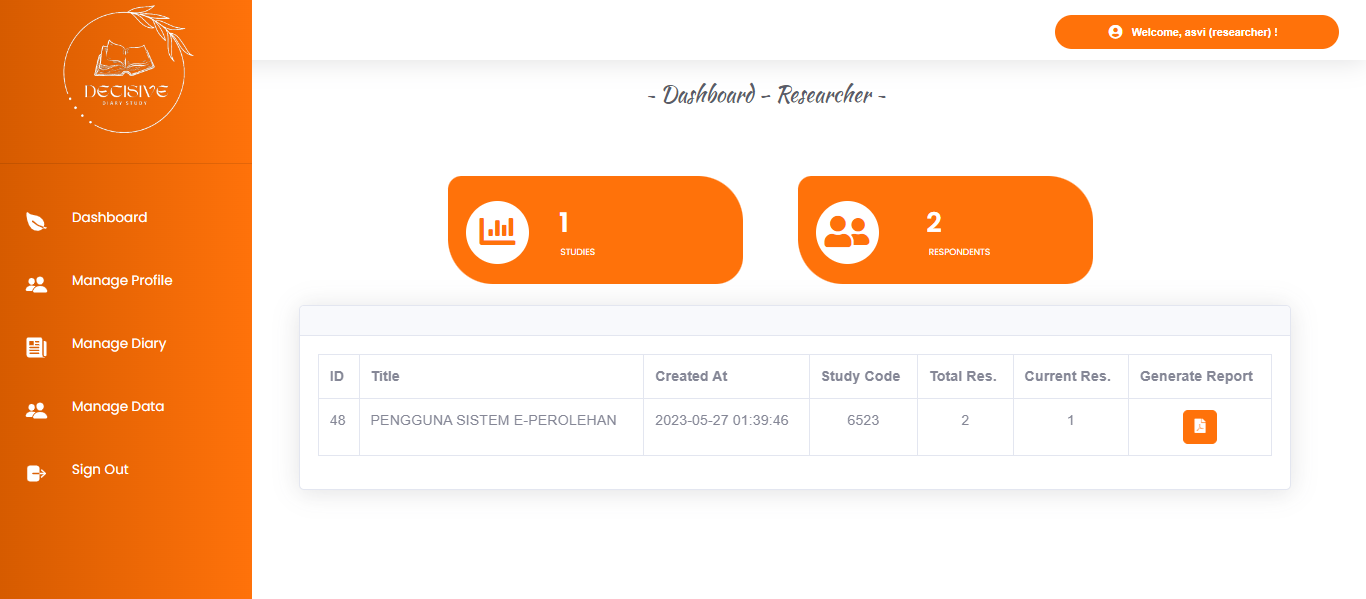 DECISIVE
DIARY STUDY
Welcome, asvi (researcher) !
Dashboard
Manage Profile
Manage Diary
Manage Data
Sign Out
~ Dashboard - Researcher ~
1
STUDIES
2
RESPONDENTS
ID Title Created At Study Code Total Res. Current Res. Generate Report
48 PENGGUNA SISTEM E-PEROLEHAN 2023-05-27 01:39:46 6523 2 1